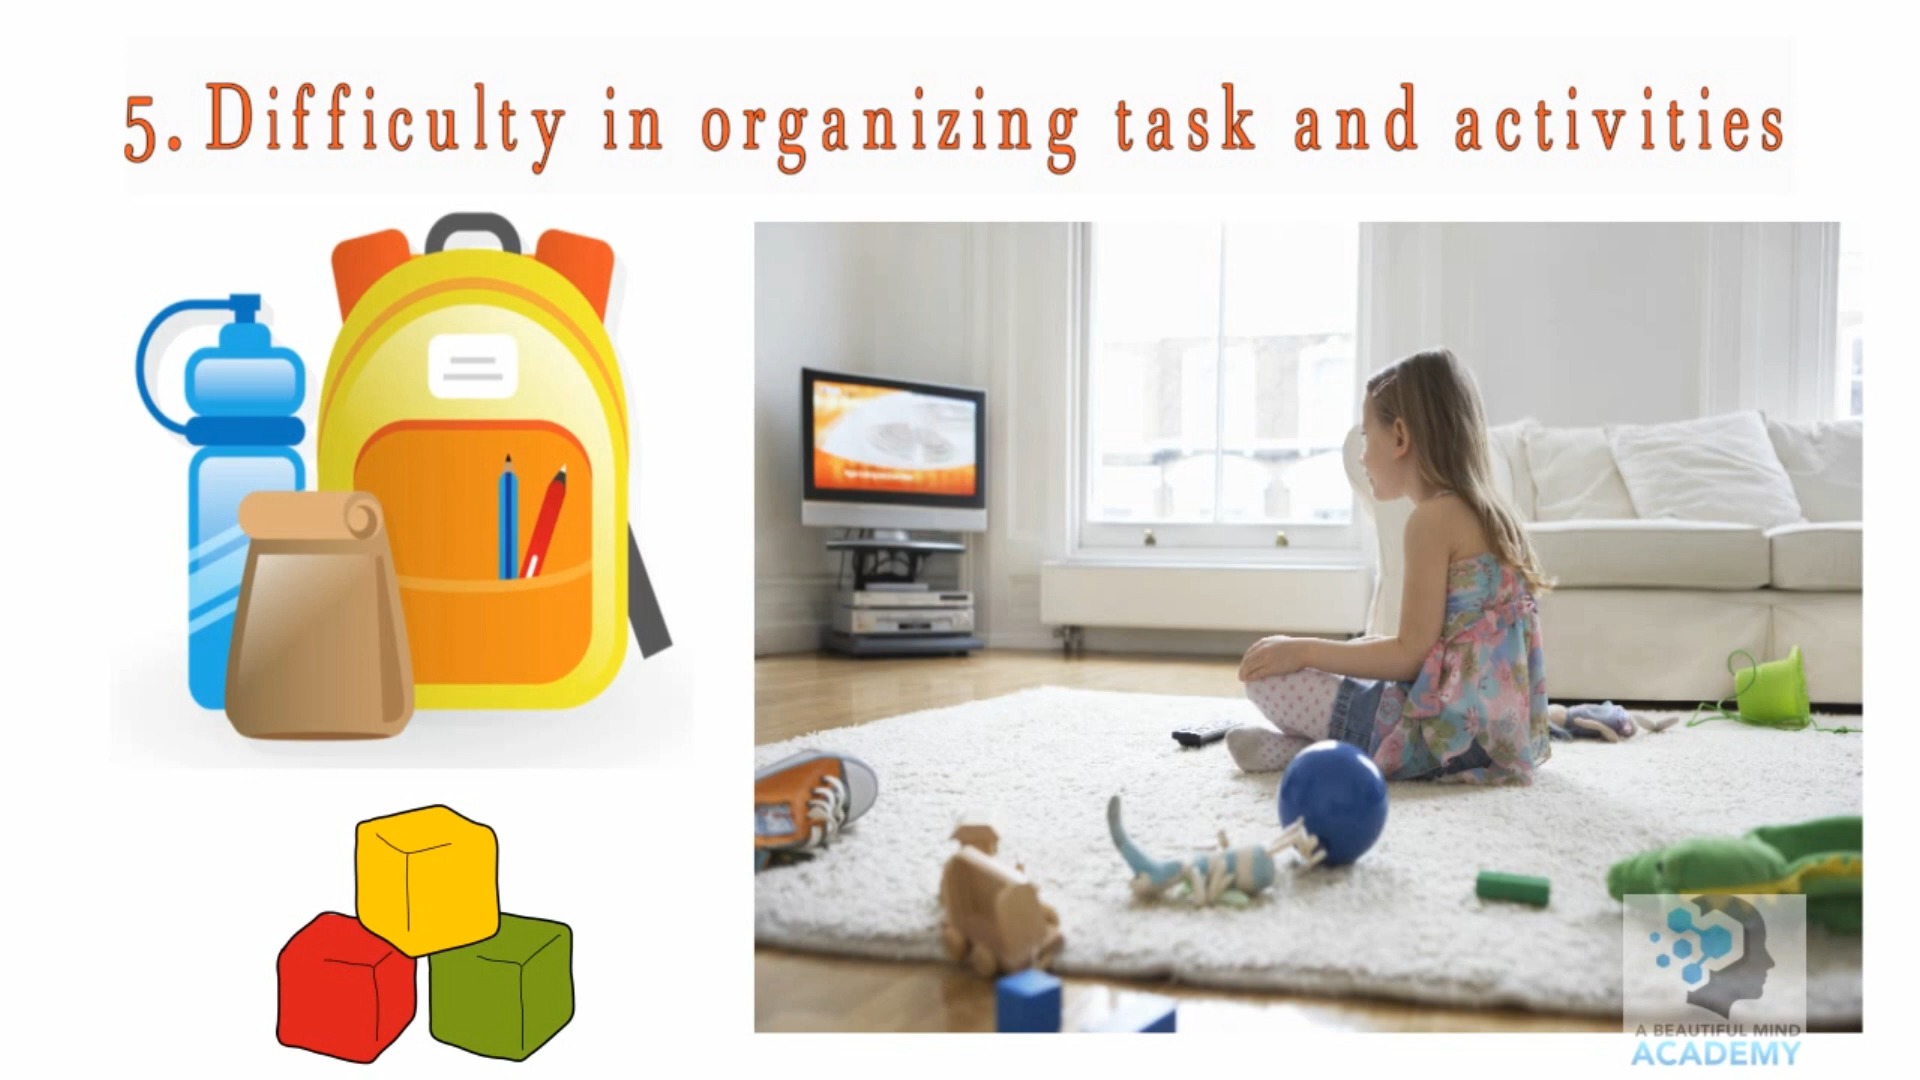 5. Difficulty in organizing task and activities
A BEAUTIFUL MIND
ACADEMY